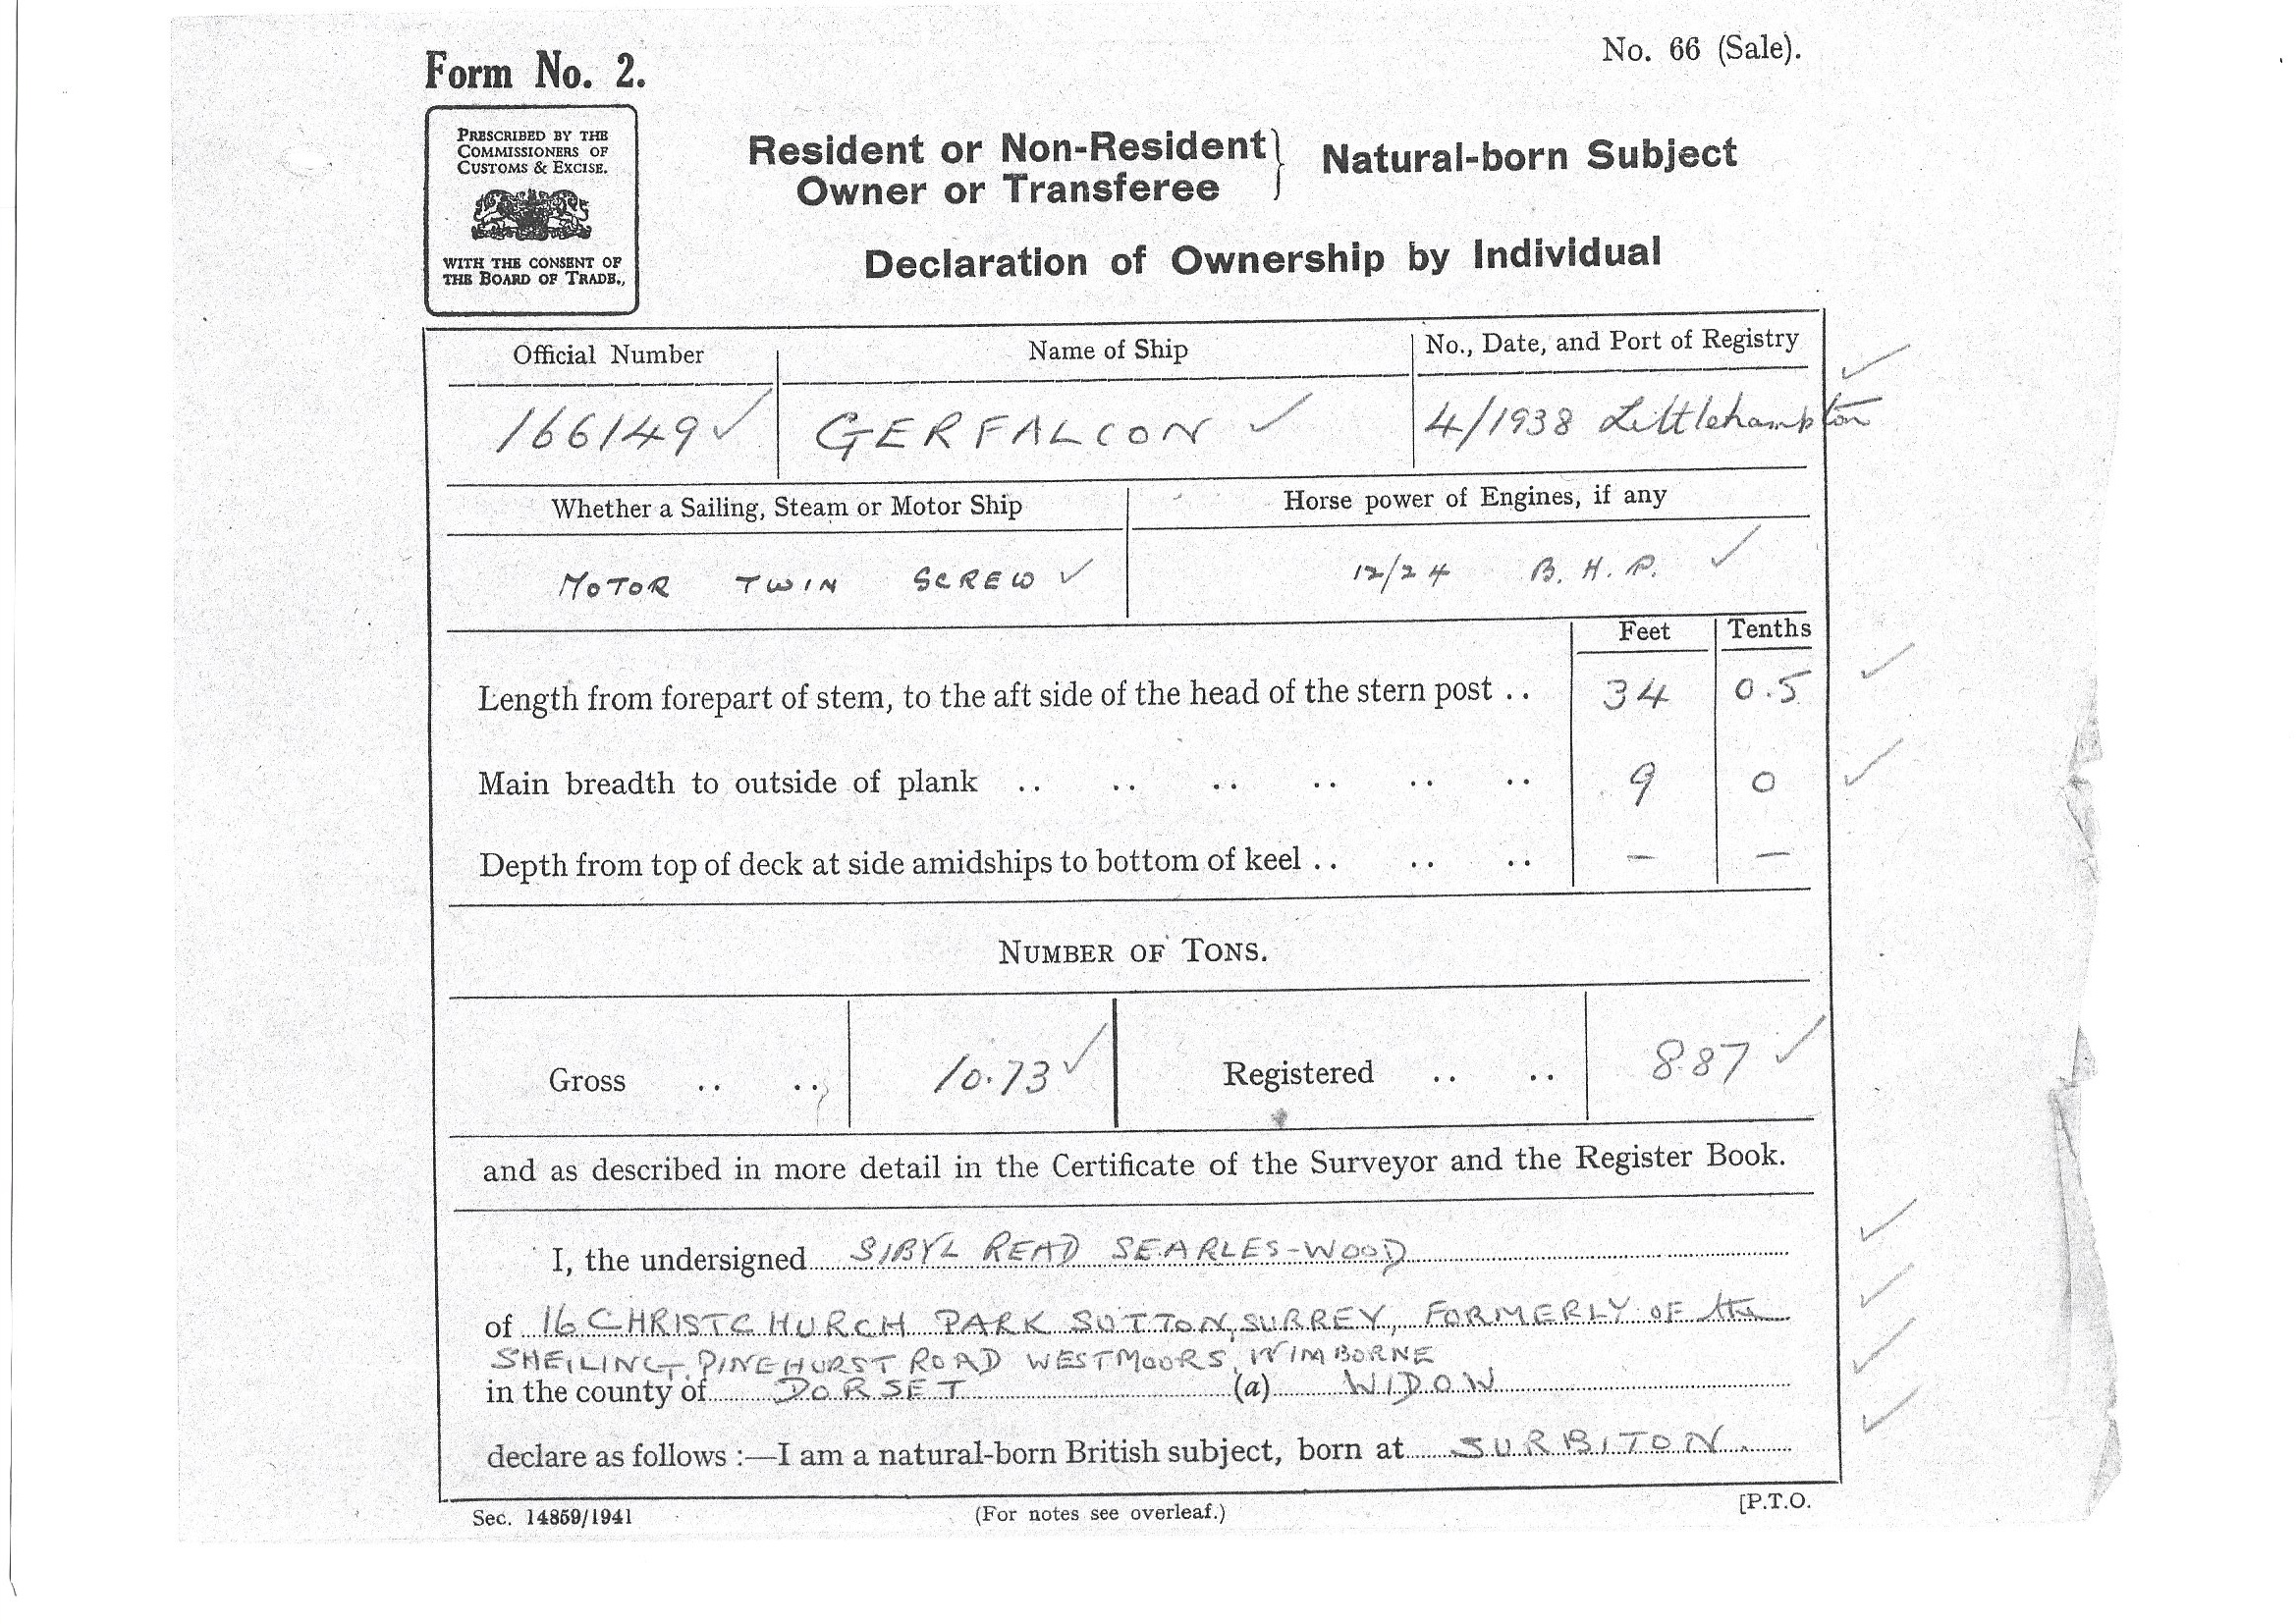 No. 66 (Sale).
Form No. 2.
PRESCRIBED BY THE
COMMISSIONERS OF
CUSTOMS & EXCISE.
WITH THE CONSENT OF
THE BOARD OF TRADE.,
Resident or Non-Resident } Natural-born Subject
Owner or Transferee
Declaration of Ownership by Individual
Official Number Name of Ship No., Date, and Port of Registry
166149 ✓ GERFALCON ✓ 4/1938 Littlehampton ✓
Whether a Sailing, Steam or Motor Ship Horse power of Engines, if any
MOTOR TWIN SCREW ✓ 12/24 B.H.P. ✓
Feet Tenths
Length from forepart of stem, to the aft side of the head of the stern post .. 34 0.5 ✓
Main breadth to outside of plank .. .. .. .. .. .. 9 0 ✓
Depth from top of deck at side amidships to bottom of keel .. .. .. — —
NUMBER OF TONS.
Gross .. .. 10.73 ✓ Registered .. .. 8.87 ✓
and as described in more detail in the Certificate of the Surveyor and the Register Book.
I, the undersigned SIBYL READ SEARLES-WOOD ✓
of 16 CHRISTCHURCH PARK SUTTON, SURREY, FORMERLY OF the ✓
SHEILING, PINEHURST ROAD WESTMOORS, WIMBORNE ✓
in the county of DORSET (a) WIDOW ✓
declare as follows :—I am a natural-born British subject, born at SURBITON.
Sec. 14859/1941 (For notes see overleaf.) [P.T.O.